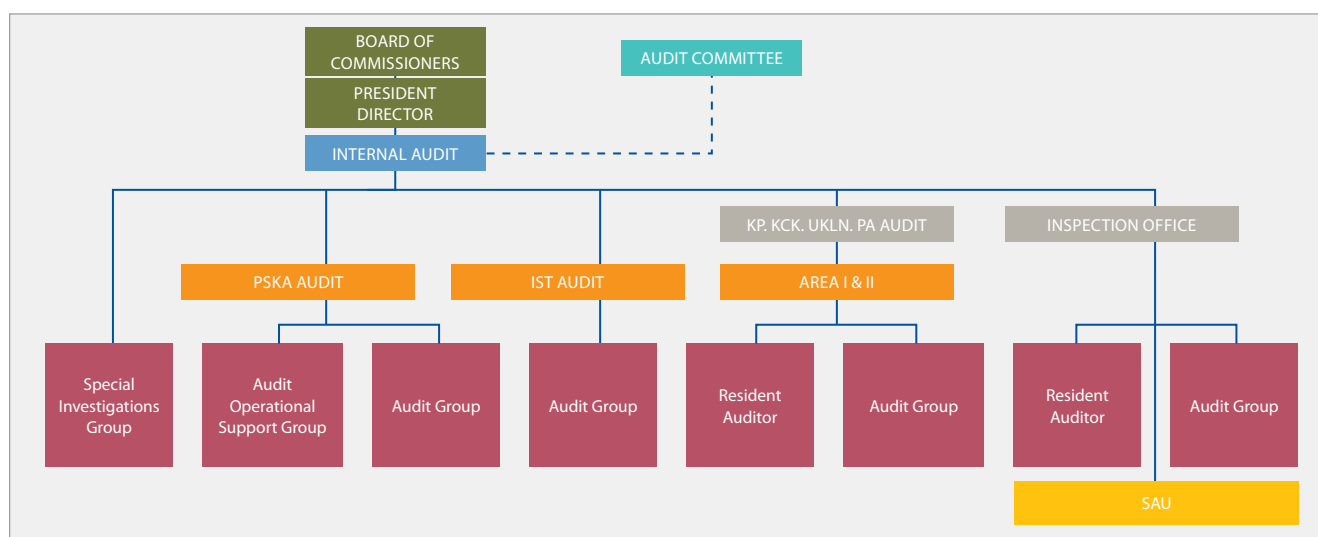 BOARD OF
COMMISSIONERS
AUDIT COMMITTEE
PRESIDENT
DIRECTOR
INTERNAL AUDIT
KP. KCK. UKLN. PA AUDIT
INSPECTION OFFICE
PSKA AUDIT
IST AUDIT
AREA I & II
Special
Investigations
Group
Audit
Operational
Support Group
Audit Group
Audit Group
Resident
Auditor
Audit Group
Resident
Auditor
Audit Group
SAU